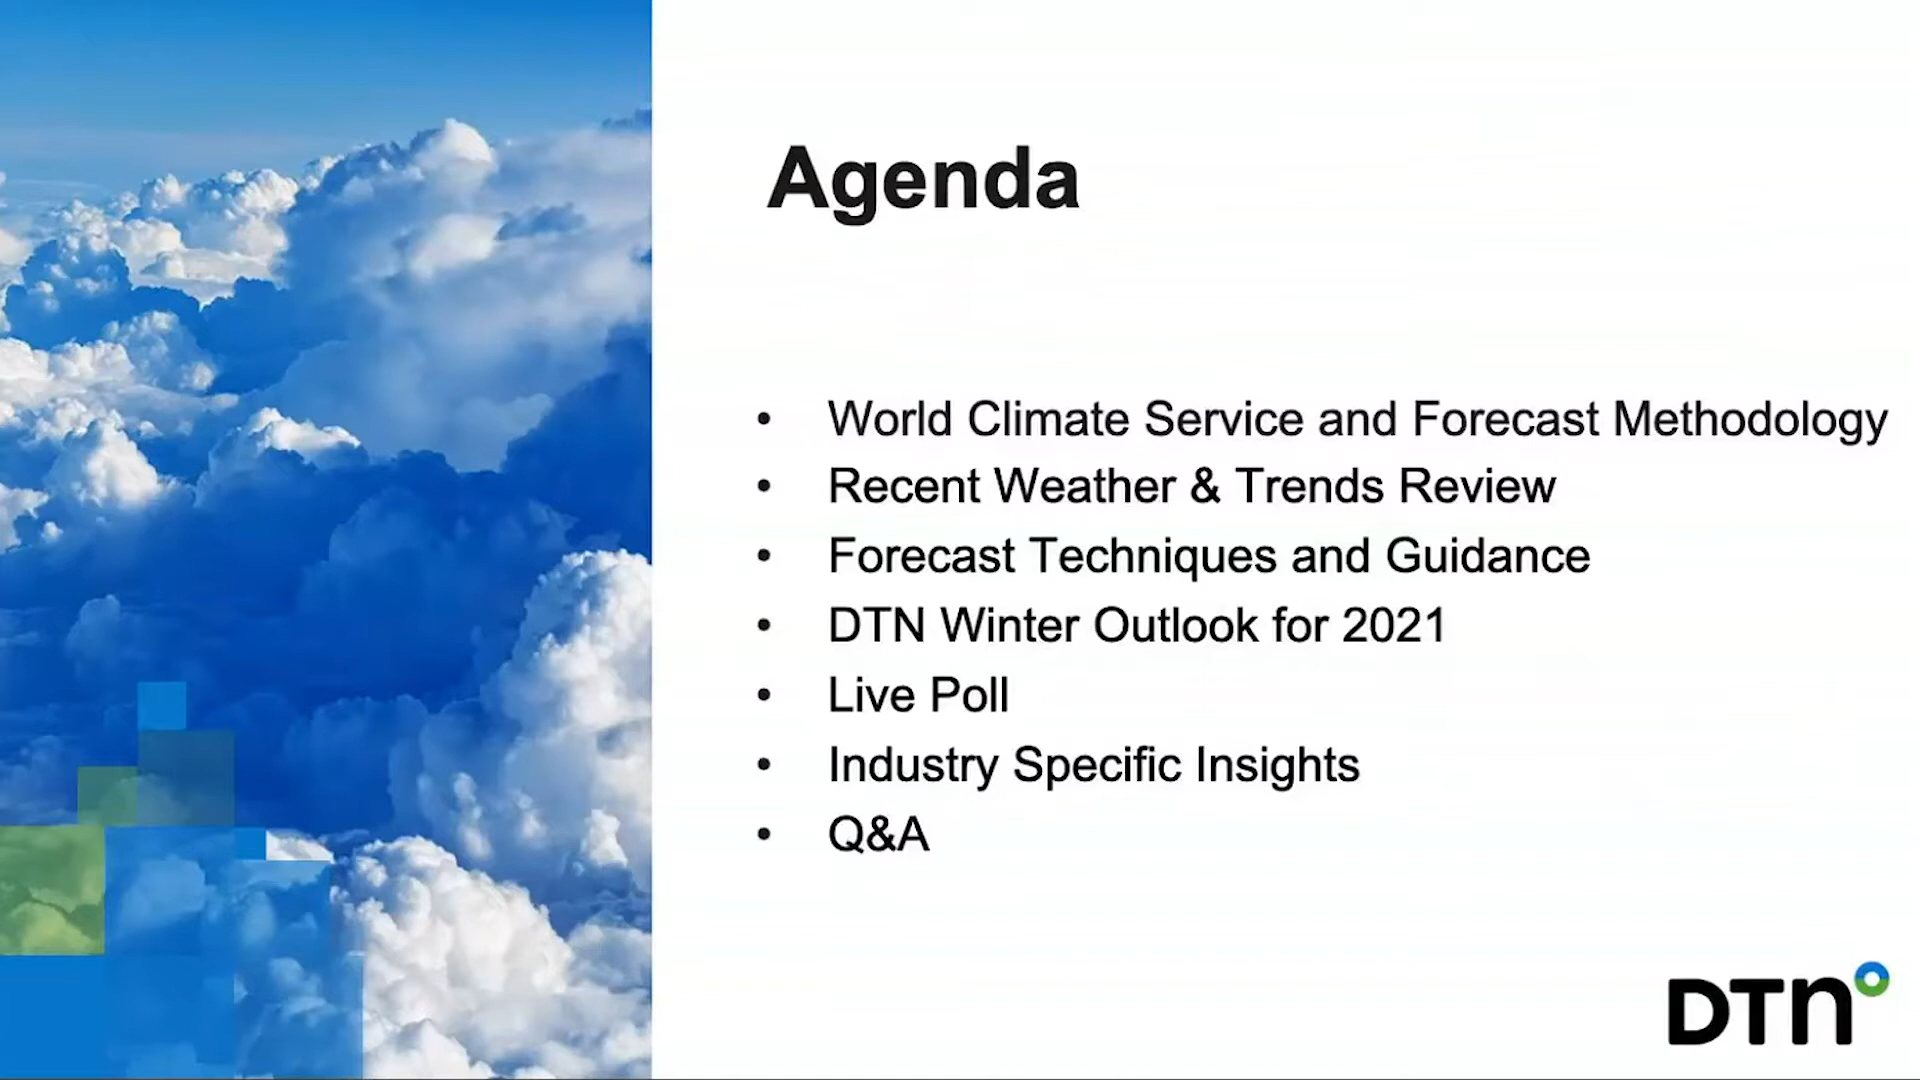 Agenda
• World Climate Service and Forecast Methodology
• Recent Weather & Trends Review
• Forecast Techniques and Guidance
• DTN Winter Outlook for 2021
• Live Poll
• Industry Specific Insights
• Q&A
DTN